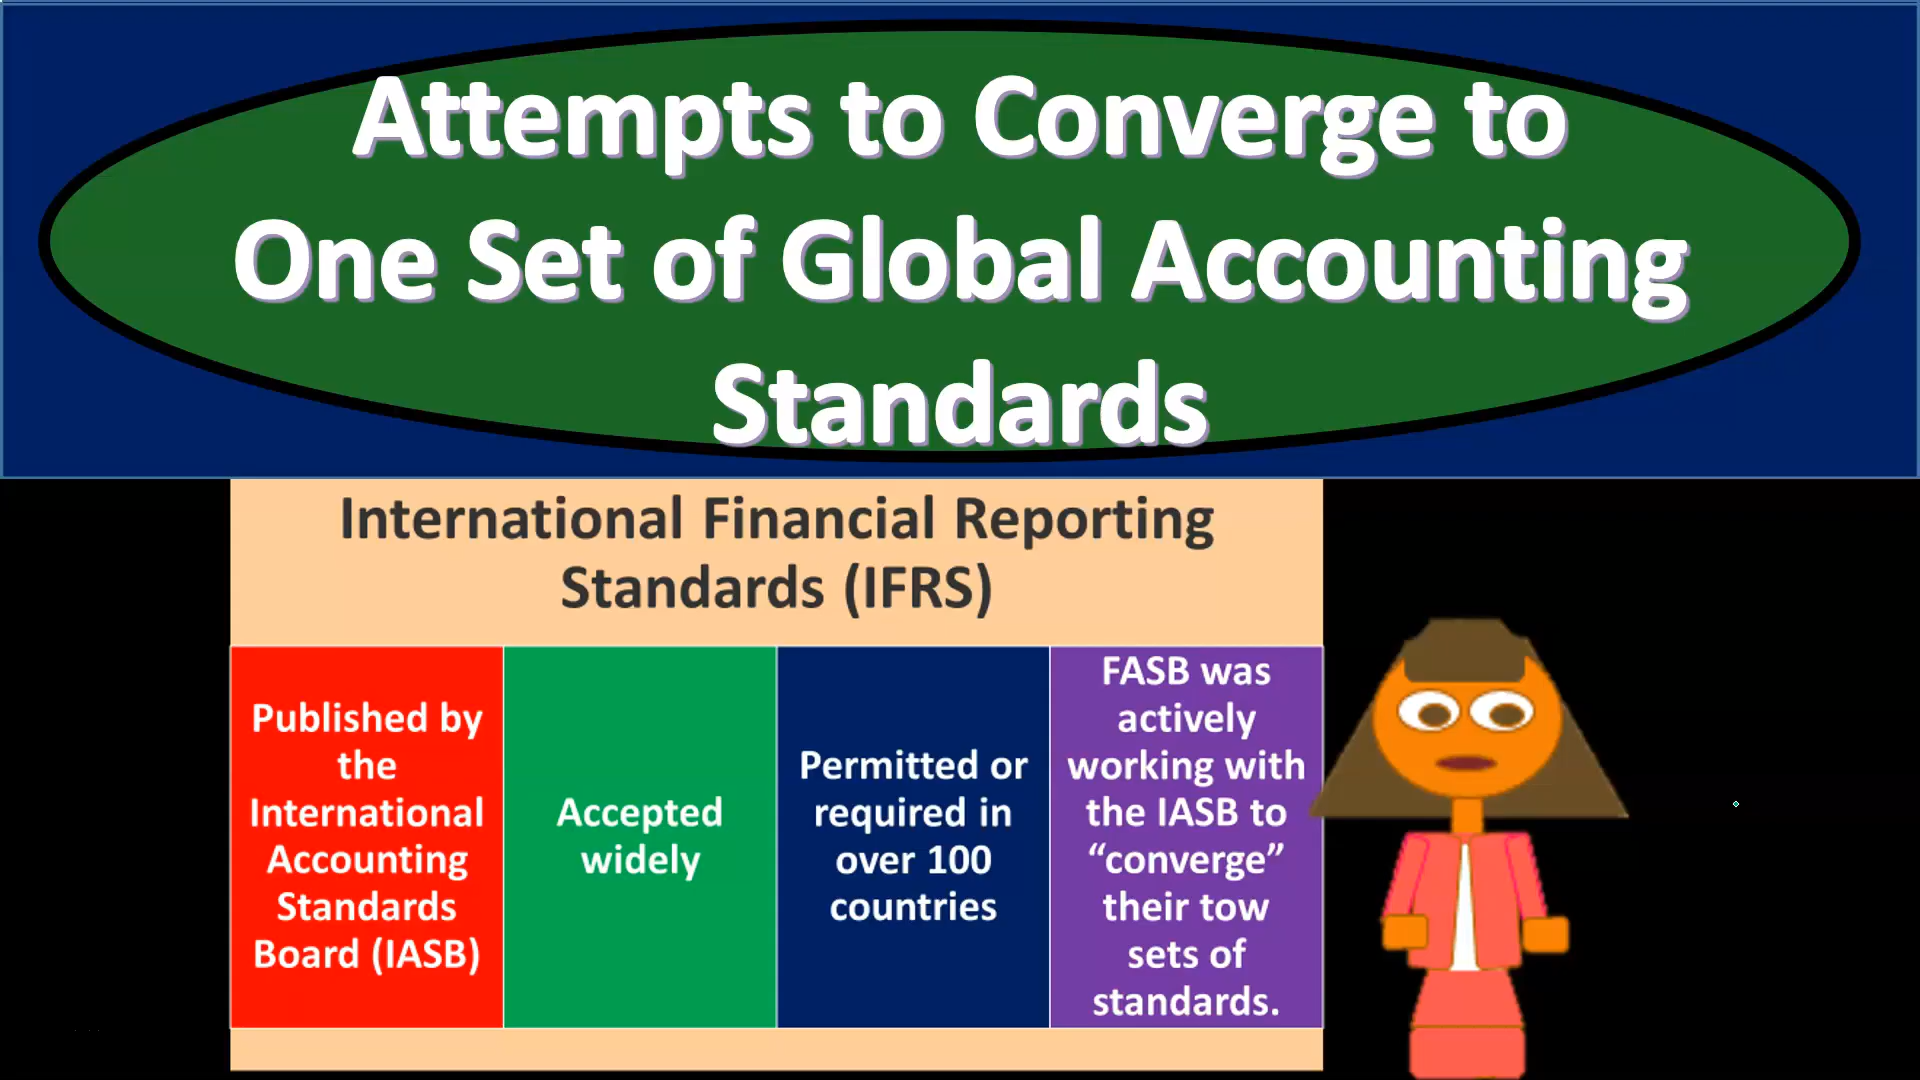 Attempts to Converge to
One Set of Global Accounting
Standards
International Financial Reporting
Standards (IFRS)
Published by
the
International
Accounting
Standards
Board (IASB)
Accepted
widely
Permitted or
required in
over 100
countries
FASB was
actively
working with
the IASB to
“converge”
their tow
sets of
standards.